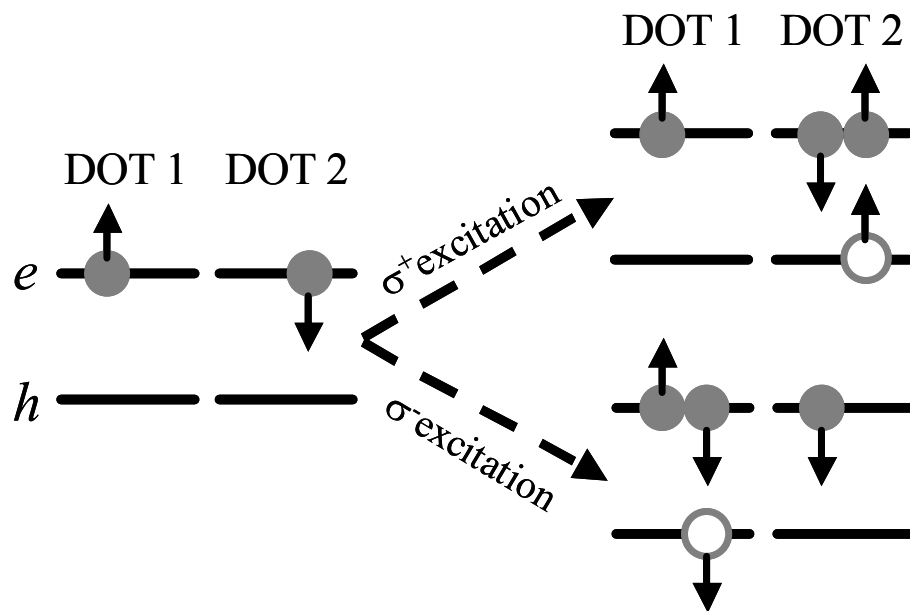 DOT 1 DOT 2
DOT 1 DOT 2
e
h
σ+excitation
σ-excitation